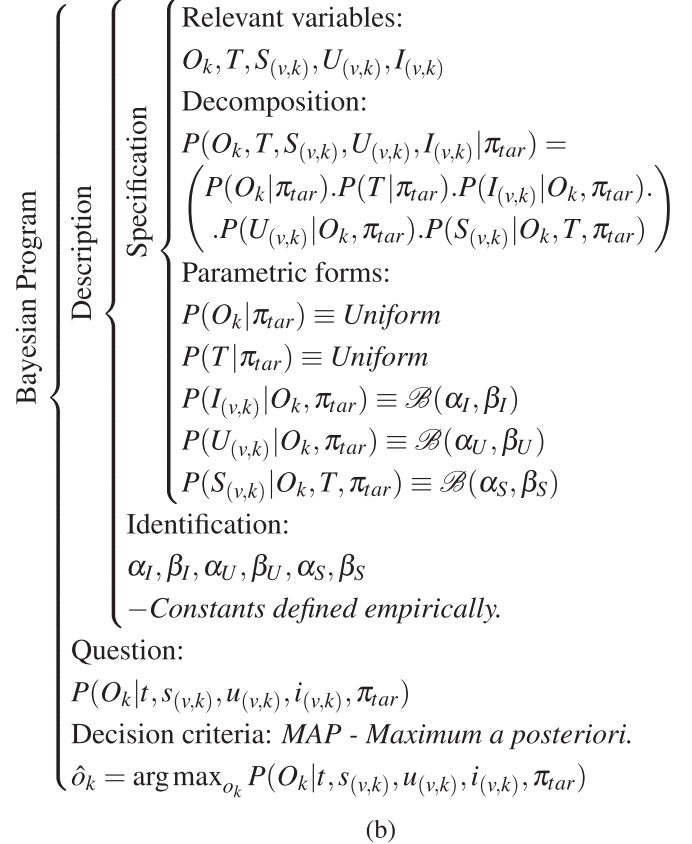 Bayesian Program
Description
Specification
Relevant variables:
O_k, T, S_(v,k), U_(v,k), I_(v,k)
Decomposition:
P(O_k, T, S_(v,k), U_(v,k), I_(v,k)|π_tar) =
(P(O_k|π_tar).P(T|π_tar).P(I_(v,k)|O_k, π_tar).
.P(U_(v,k)|O_k, π_tar).P(S_(v,k)|O_k, T, π_tar))
Parametric forms:
P(O_k|π_tar) ≡ Uniform
P(T|π_tar) ≡ Uniform
P(I_(v,k)|O_k, π_tar) ≡ ℬ(α_I, β_I)
P(U_(v,k)|O_k, π_tar) ≡ ℬ(α_U, β_U)
P(S_(v,k)|O_k, T, π_tar) ≡ ℬ(α_S, β_S)
Identification:
α_I, β_I, α_U, β_U, α_S, β_S
−Constants defined empirically.
Question:
P(O_k|t, s_(v,k), u_(v,k), i_(v,k), π_tar)
Decision criteria: MAP - Maximum a posteriori.
ô_k = arg max_{o_k} P(O_k|t, s_(v,k), u_(v,k), i_(v,k), π_tar)
(b)